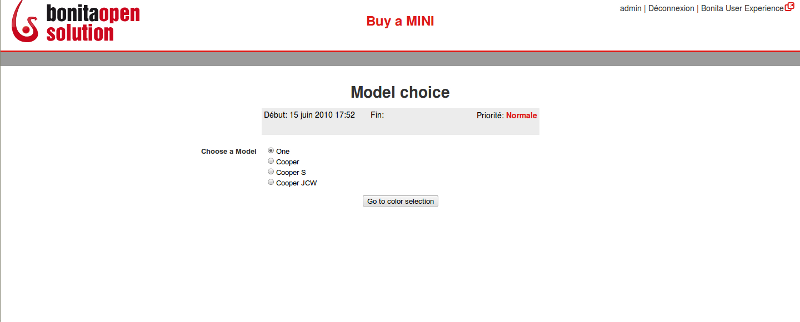 bonitaopen
solution
Buy a MINI
admin | Déconnexion | Bonita User Experience
Model choice
Début: 15 juin 2010 17:52 Fin: Priorité: Normale
Choose a Model
One
Cooper
Cooper S
Cooper JCW
Go to color selection